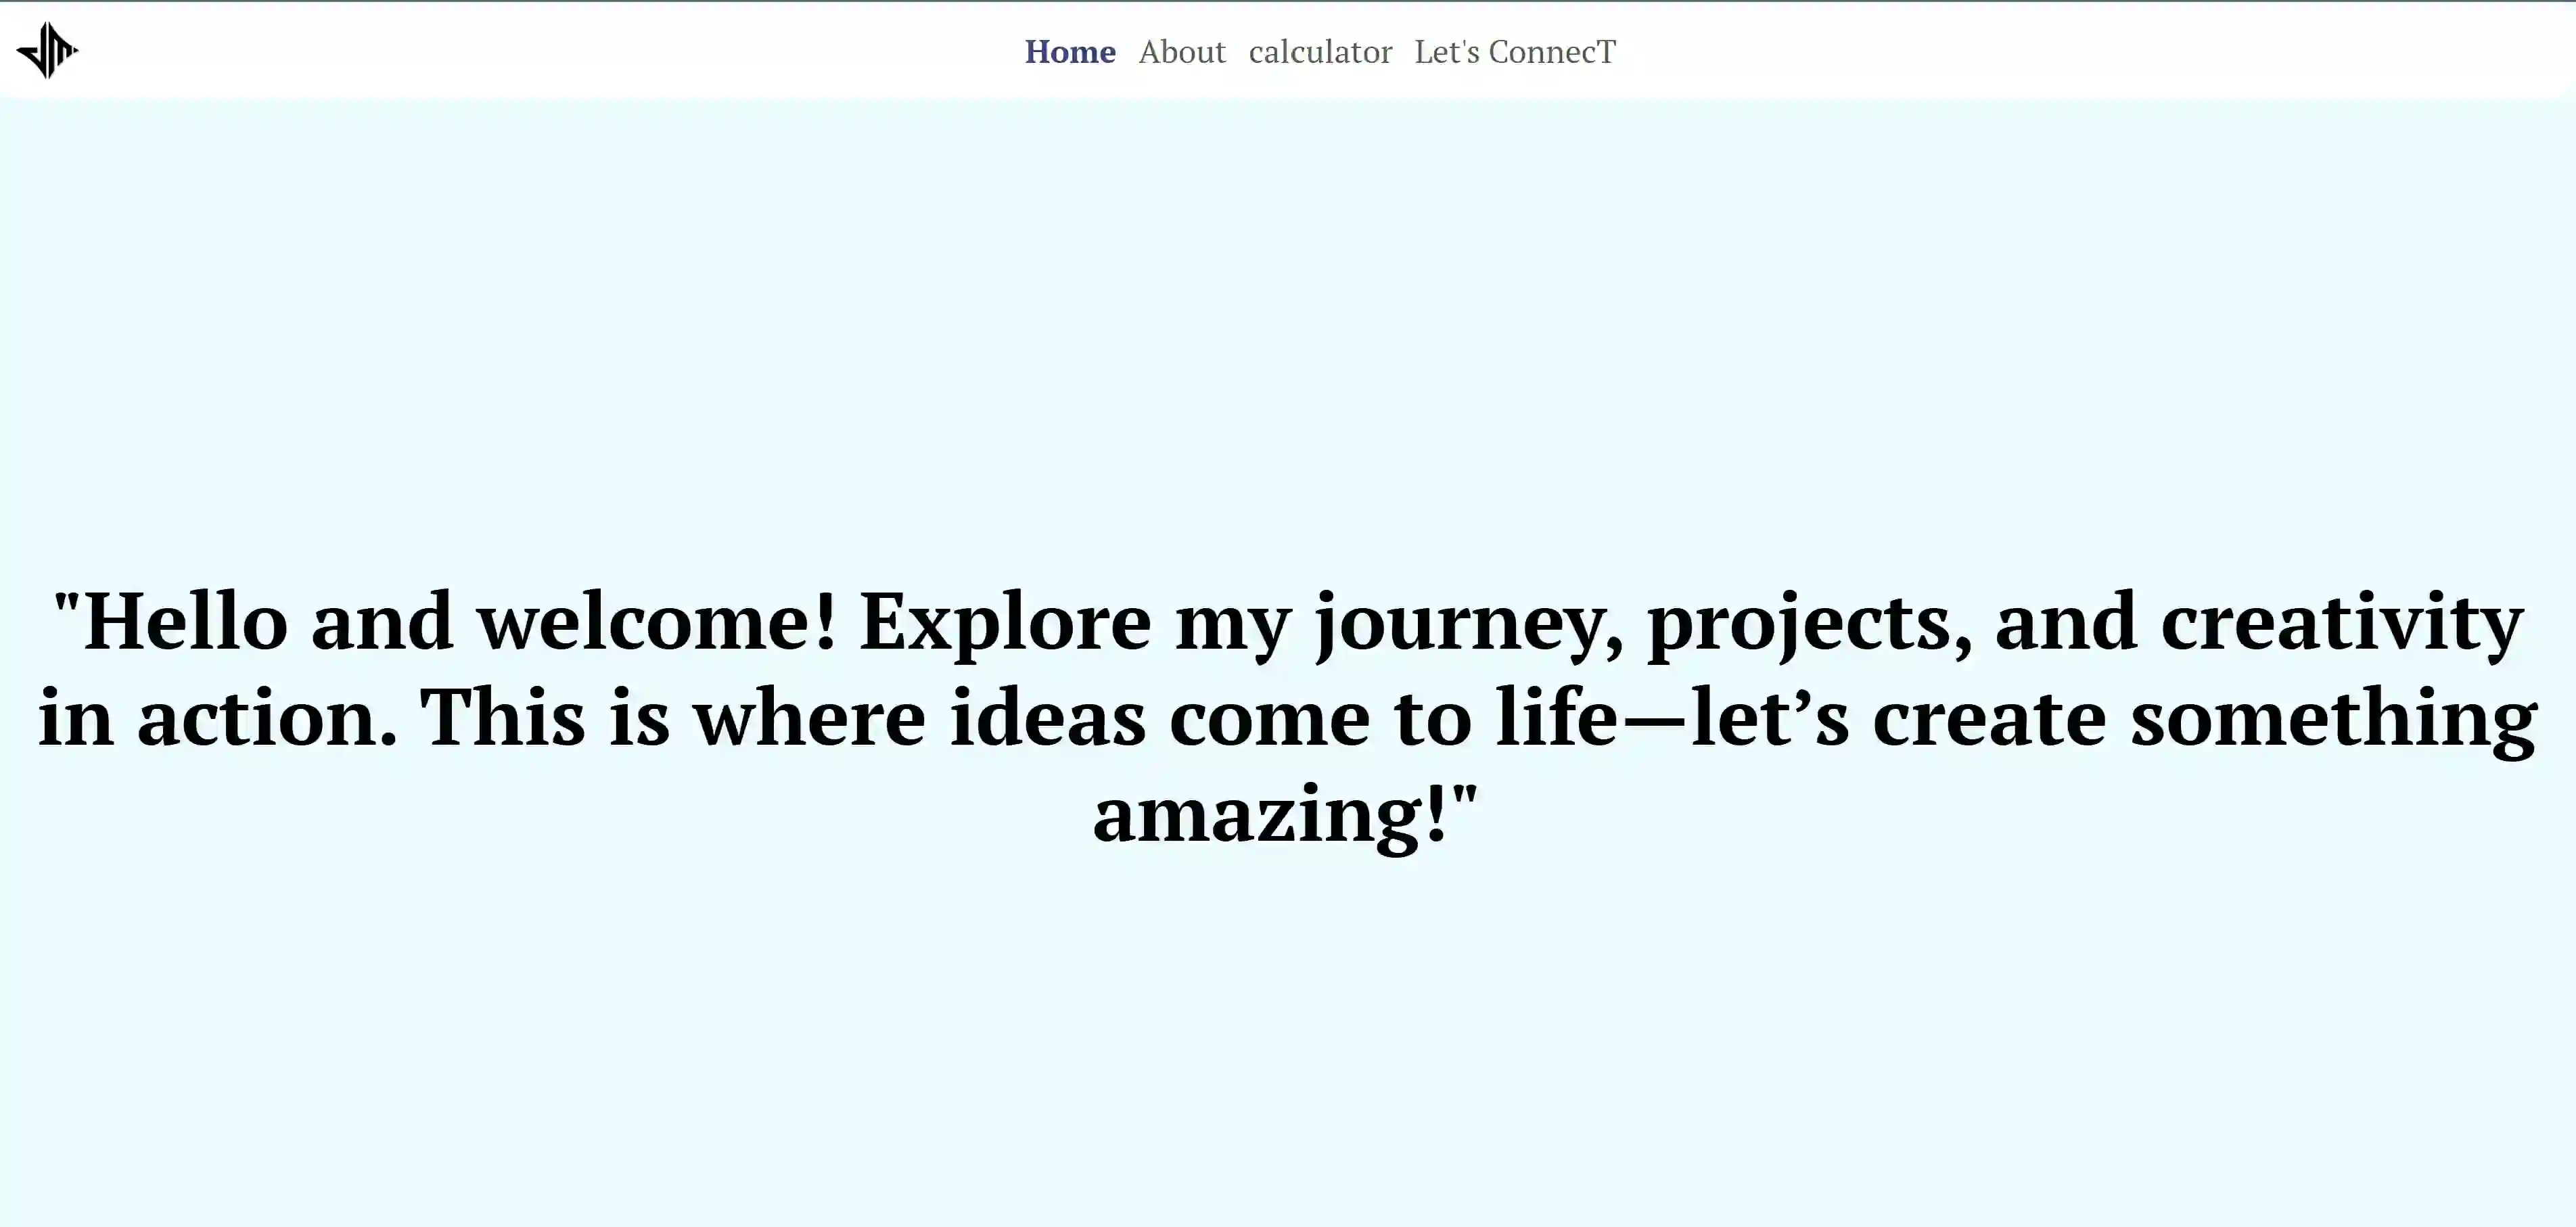 Home About calculator Let's ConnecT
"Hello and welcome! Explore my journey, projects, and creativity
in action. This is where ideas come to life—let’s create something
amazing!"